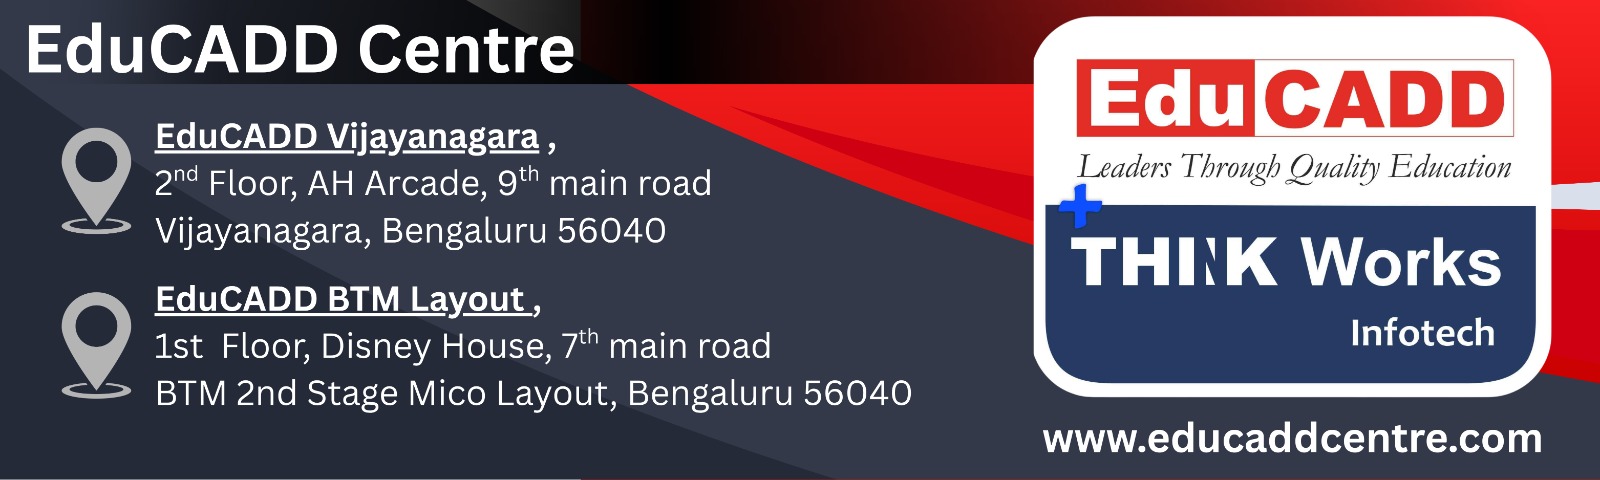 EduCADD Centre
EduCADD Vijayanagara ,
2nd Floor, AH Arcade, 9th main road
Vijayanagara, Bengaluru 56040
EduCADD BTM Layout ,
1st Floor, Disney House, 7th main road
BTM 2nd Stage Mico Layout, Bengaluru 56040
EduCADD
Leaders Through Quality Education
+
THINK Works
Infotech
www.educaddcentre.com